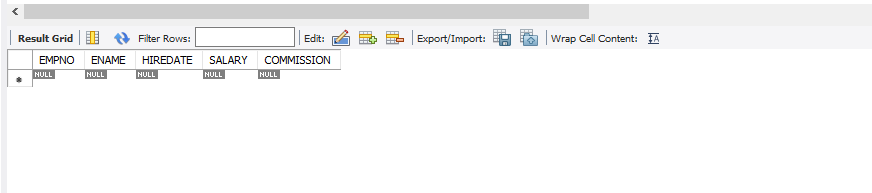 Result Grid Filter Rows: Edit: Export/Import: Wrap Cell Content:
EMPNO ENAME HIREDATE SALARY COMMISSION
NULL NULL NULL NULL NULL